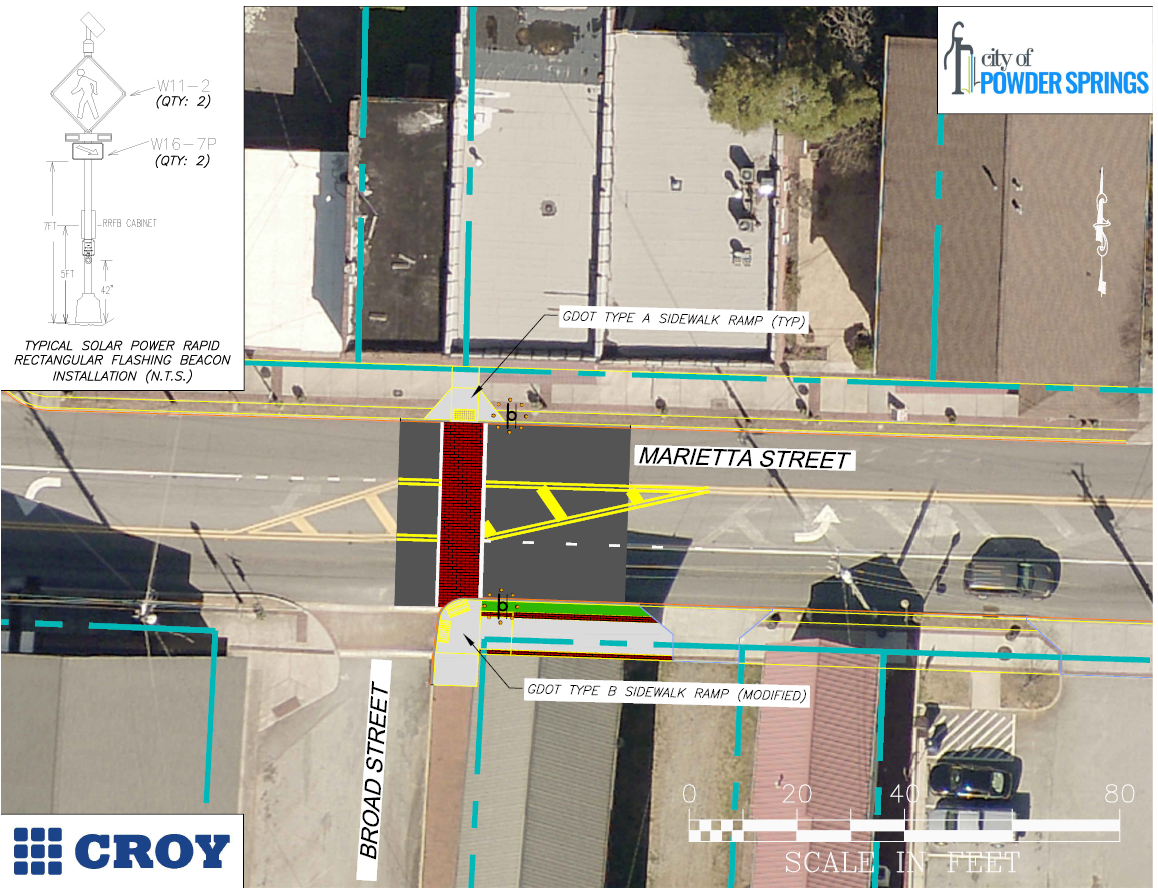 W11-2
(QTY: 2)
W16-7P
(QTY: 2)
RRFB CABINET
7FT
5FT
42"
TYPICAL SOLAR POWER RAPID
RECTANGULAR FLASHING BEACON
INSTALLATION (N.T.S.)
city of
POWDER SPRINGS
GDOT TYPE A SIDEWALK RAMP (TYP)
MARIETTA STREET
GDOT TYPE B SIDEWALK RAMP (MODIFIED)
BROAD STREET
0 20 40 80
SCALE IN FEET
CROY